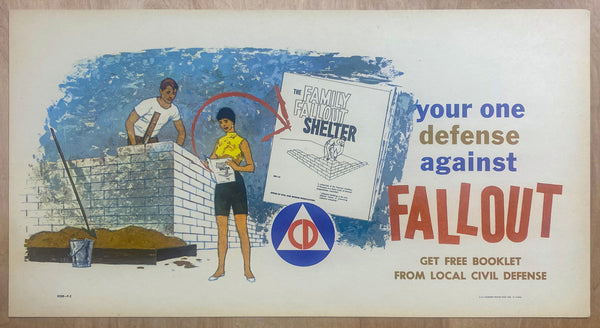 THE FAMILY
FALLOUT
SHELTER
your one
defense
against
FALLOUT
GET FREE BOOKLET
FROM LOCAL CIVIL DEFENSE
CD